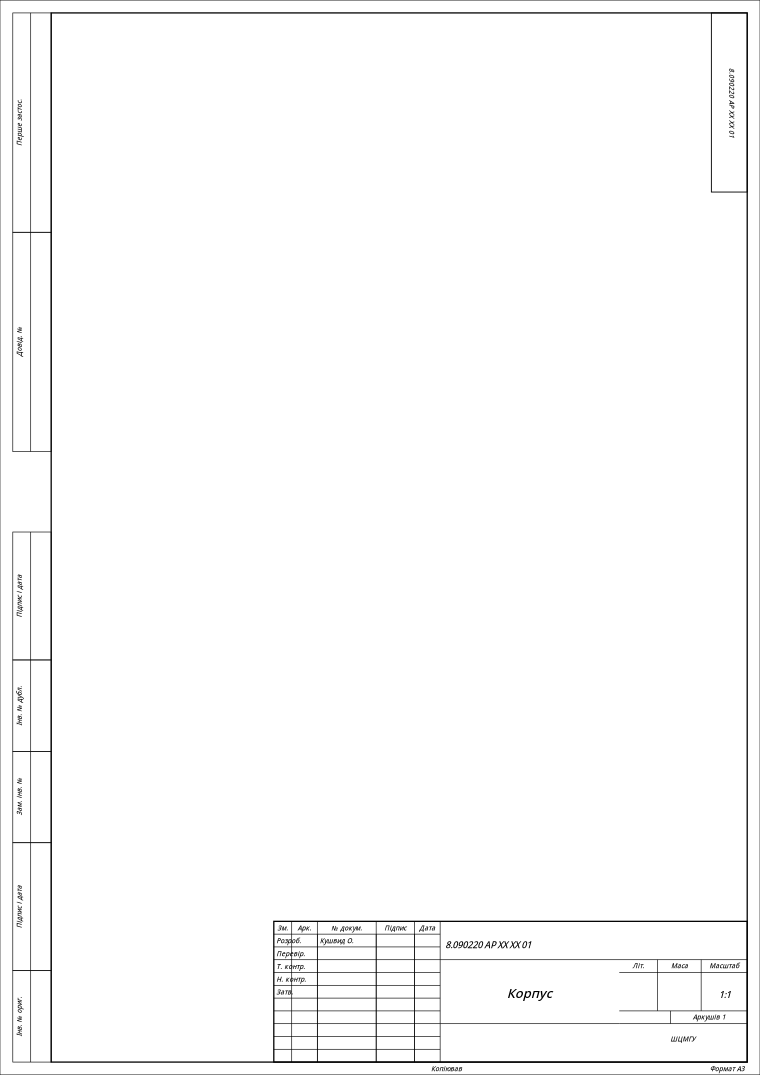 Перше застос.
8.090220 АР ХХ ХХ 01
Довід. №
Підпис і дата
Інв. № дубл.
Зам. інв. №
Підпис і дата
Інв. № ориг.
Зм. Арк. № докум. Підпис Дата
Розроб. Кушвид О.
Перевір.
Т. контр.
Н. контр.
Затв.
8.090220 АР ХХ ХХ 01
Корпус
Літ. Маса Масштаб
1:1
Аркушів 1
ШЦМГУ
Копіював Формат А3